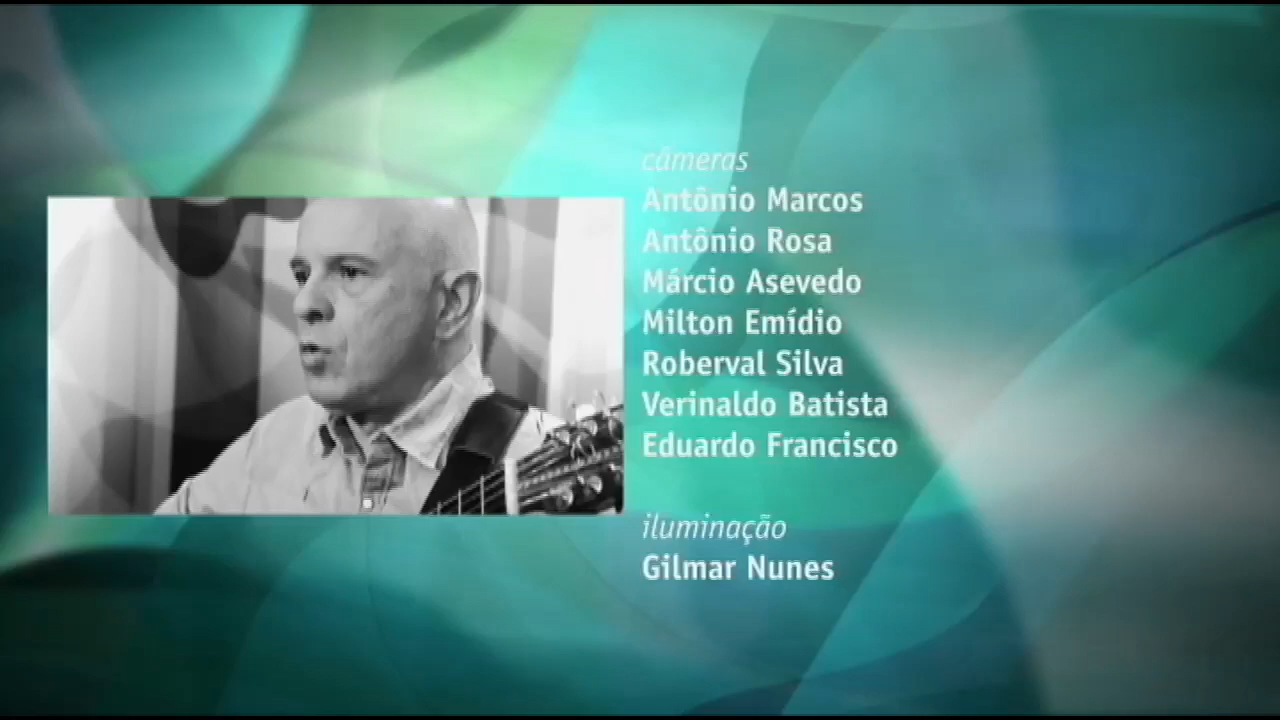 câmeras
Antônio Marcos
Antônio Rosa
Márcio Asevedo
Milton Emídio
Roberval Silva
Verinaldo Batista
Eduardo Francisco
iluminação
Gilmar Nunes